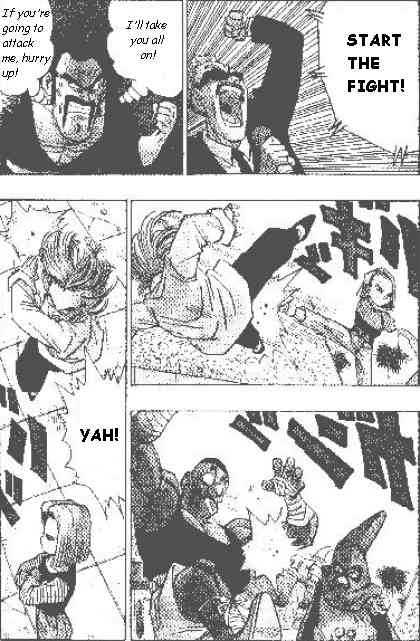 START
THE
FIGHT!
I'll take
you all
on!
If you're
going to
attack
me, hurry
up!
YAH!